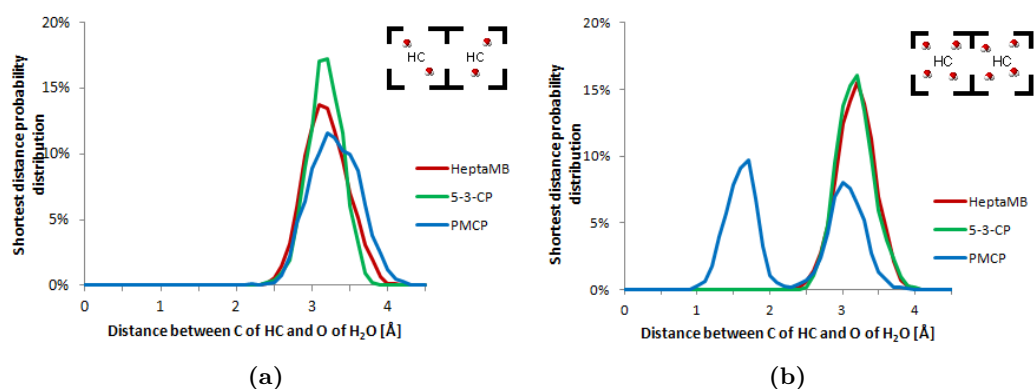 20%
15%
10%
5%
0%
Shortest distance probability
distribution
HC
HC
HeptaMB
5-3-CP
PMCP
0
1
2
3
4
Distance between C of HC and O of H₂O [Å]
(a)
20%
15%
10%
5%
0%
Shortest distance probability
distribution
HC
HC
HeptaMB
5-3-CP
PMCP
0
1
2
3
4
Distance between C of HC and O of H₂O [Å]
(b)